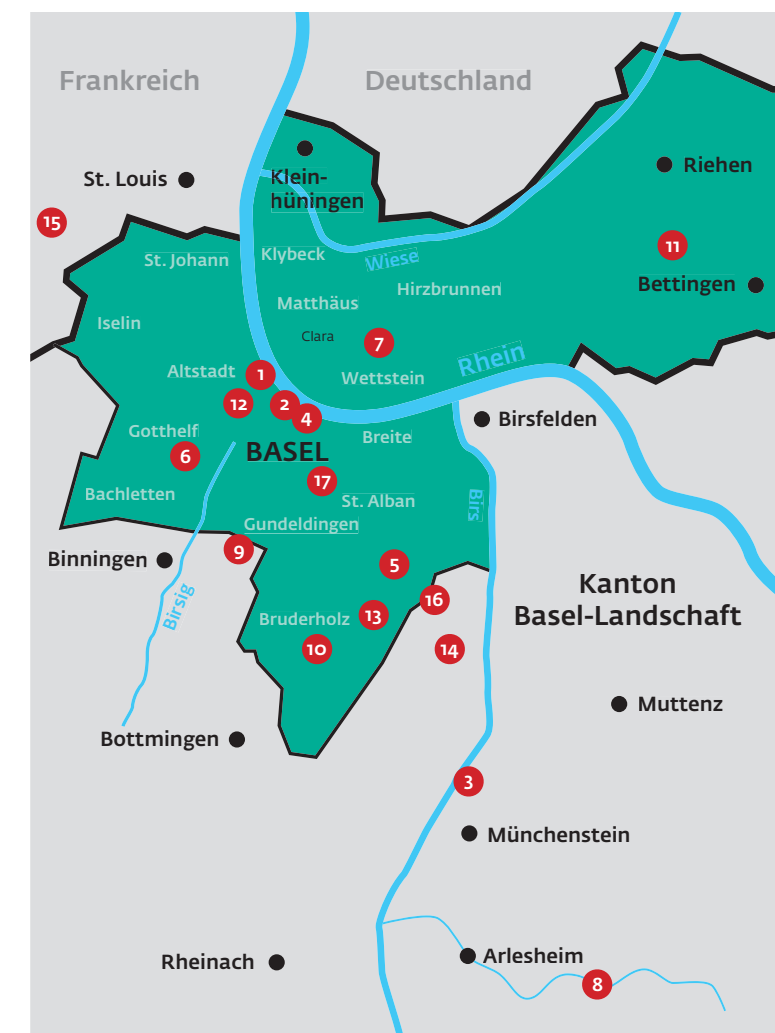 Frankreich
Deutschland
St. Louis
Klein-
hüningen
Riehen
15
11
St. Johann
Klybeck
Wiese
Bettingen
Hirzbrunnen
Matthäus
Iselin
Clara
7
Rhein
Altstadt
1
Wettstein
12
2
4
Birsfelden
Gotthelf
Breite
6
BASEL
17
Bachletten
St. Alban
Birs
Gundeldingen
Binningen
9
5
Kanton
Basel-Landschaft
Birsig
16
Bruderholz
13
10
14
Muttenz
Bottmingen
3
Münchenstein
Rheinach
Arlesheim
8